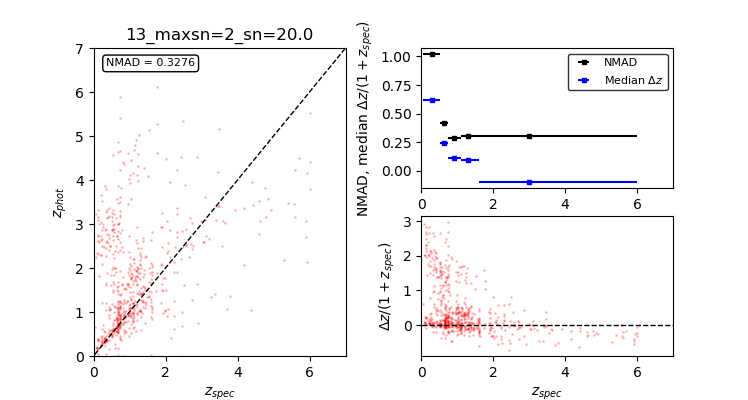 13_maxsn=2_sn=20.0
NMAD = 0.3276
7
6
5
4
3
2
1
0
z_phot
0 2 4 6
z_spec
NMAD, median Δz/(1 + z_spec)
1.00
0.75
0.50
0.25
0.00
NMAD
Median Δz
0 2 4 6
Δz/(1 + z_spec)
3
2
1
0
0 2 4 6
z_spec